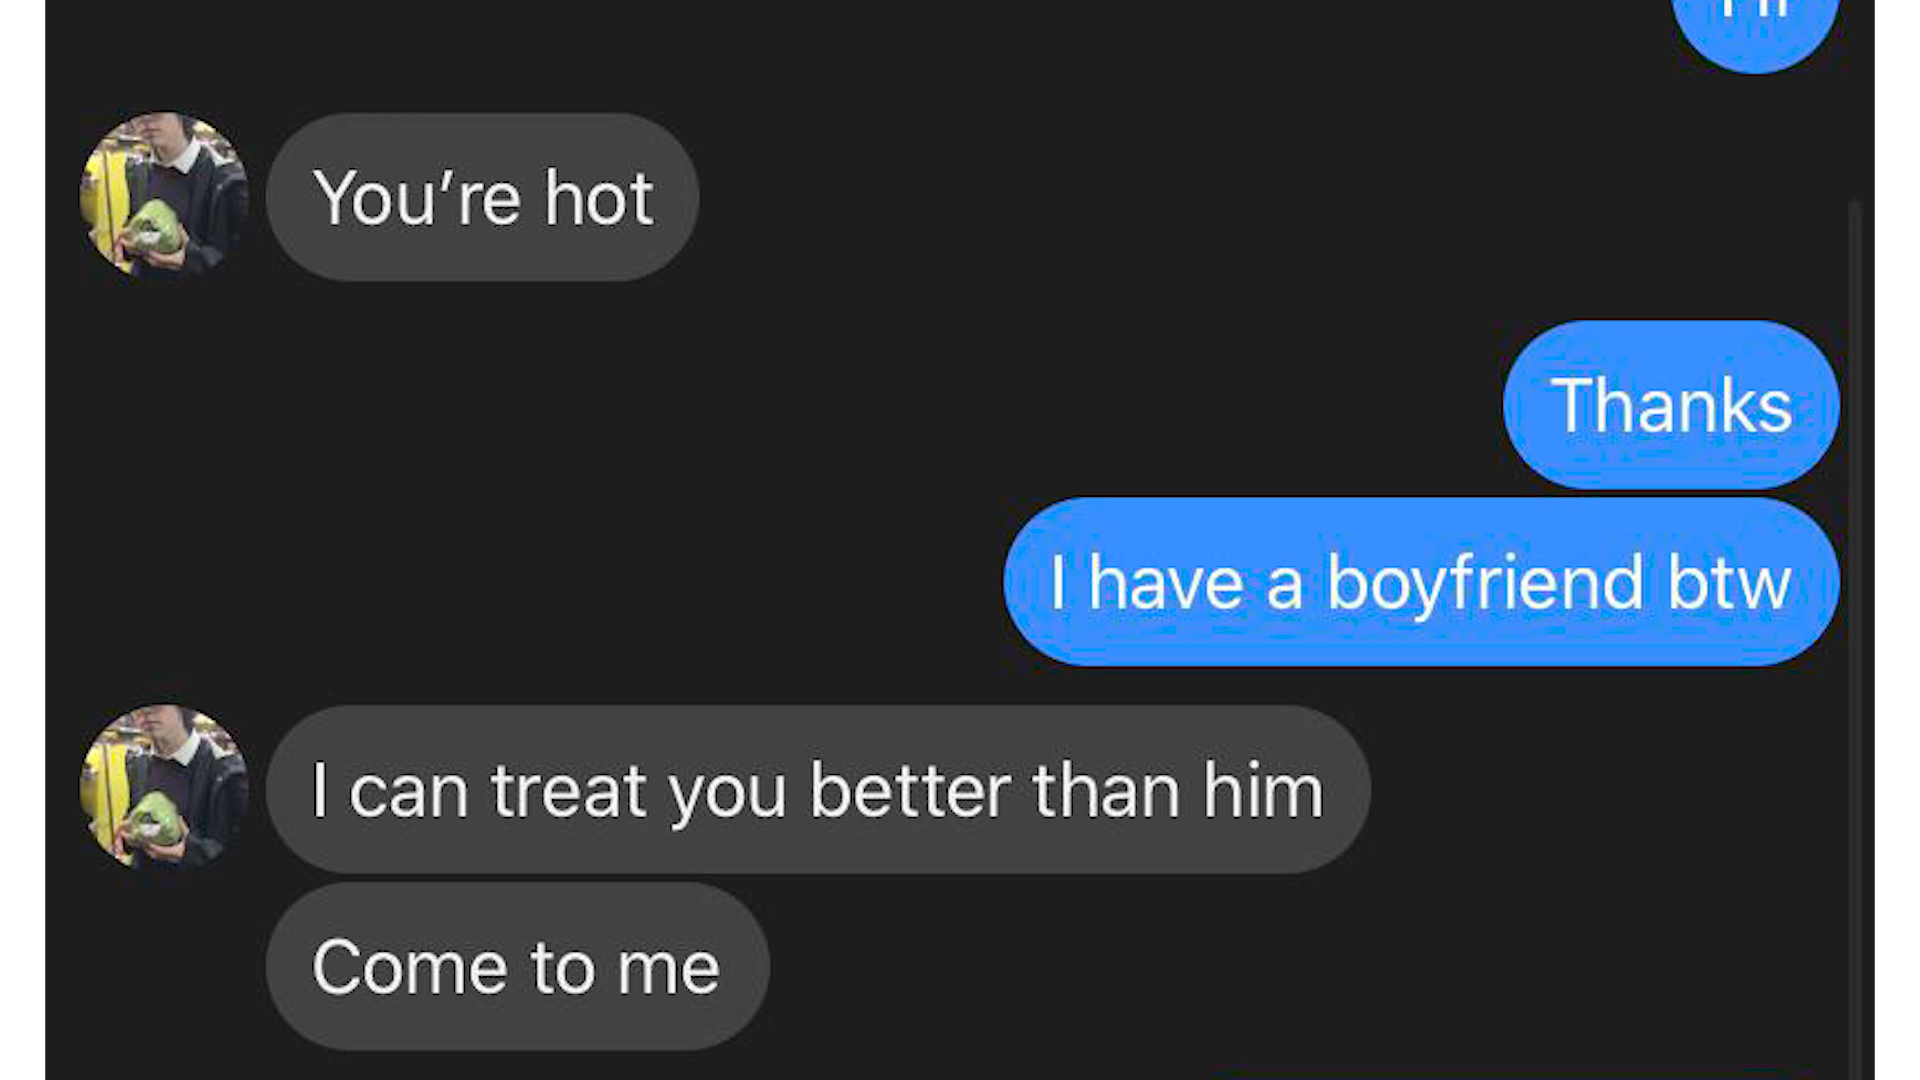 You’re hot
Thanks
I have a boyfriend btw
I can treat you better than him
Come to me